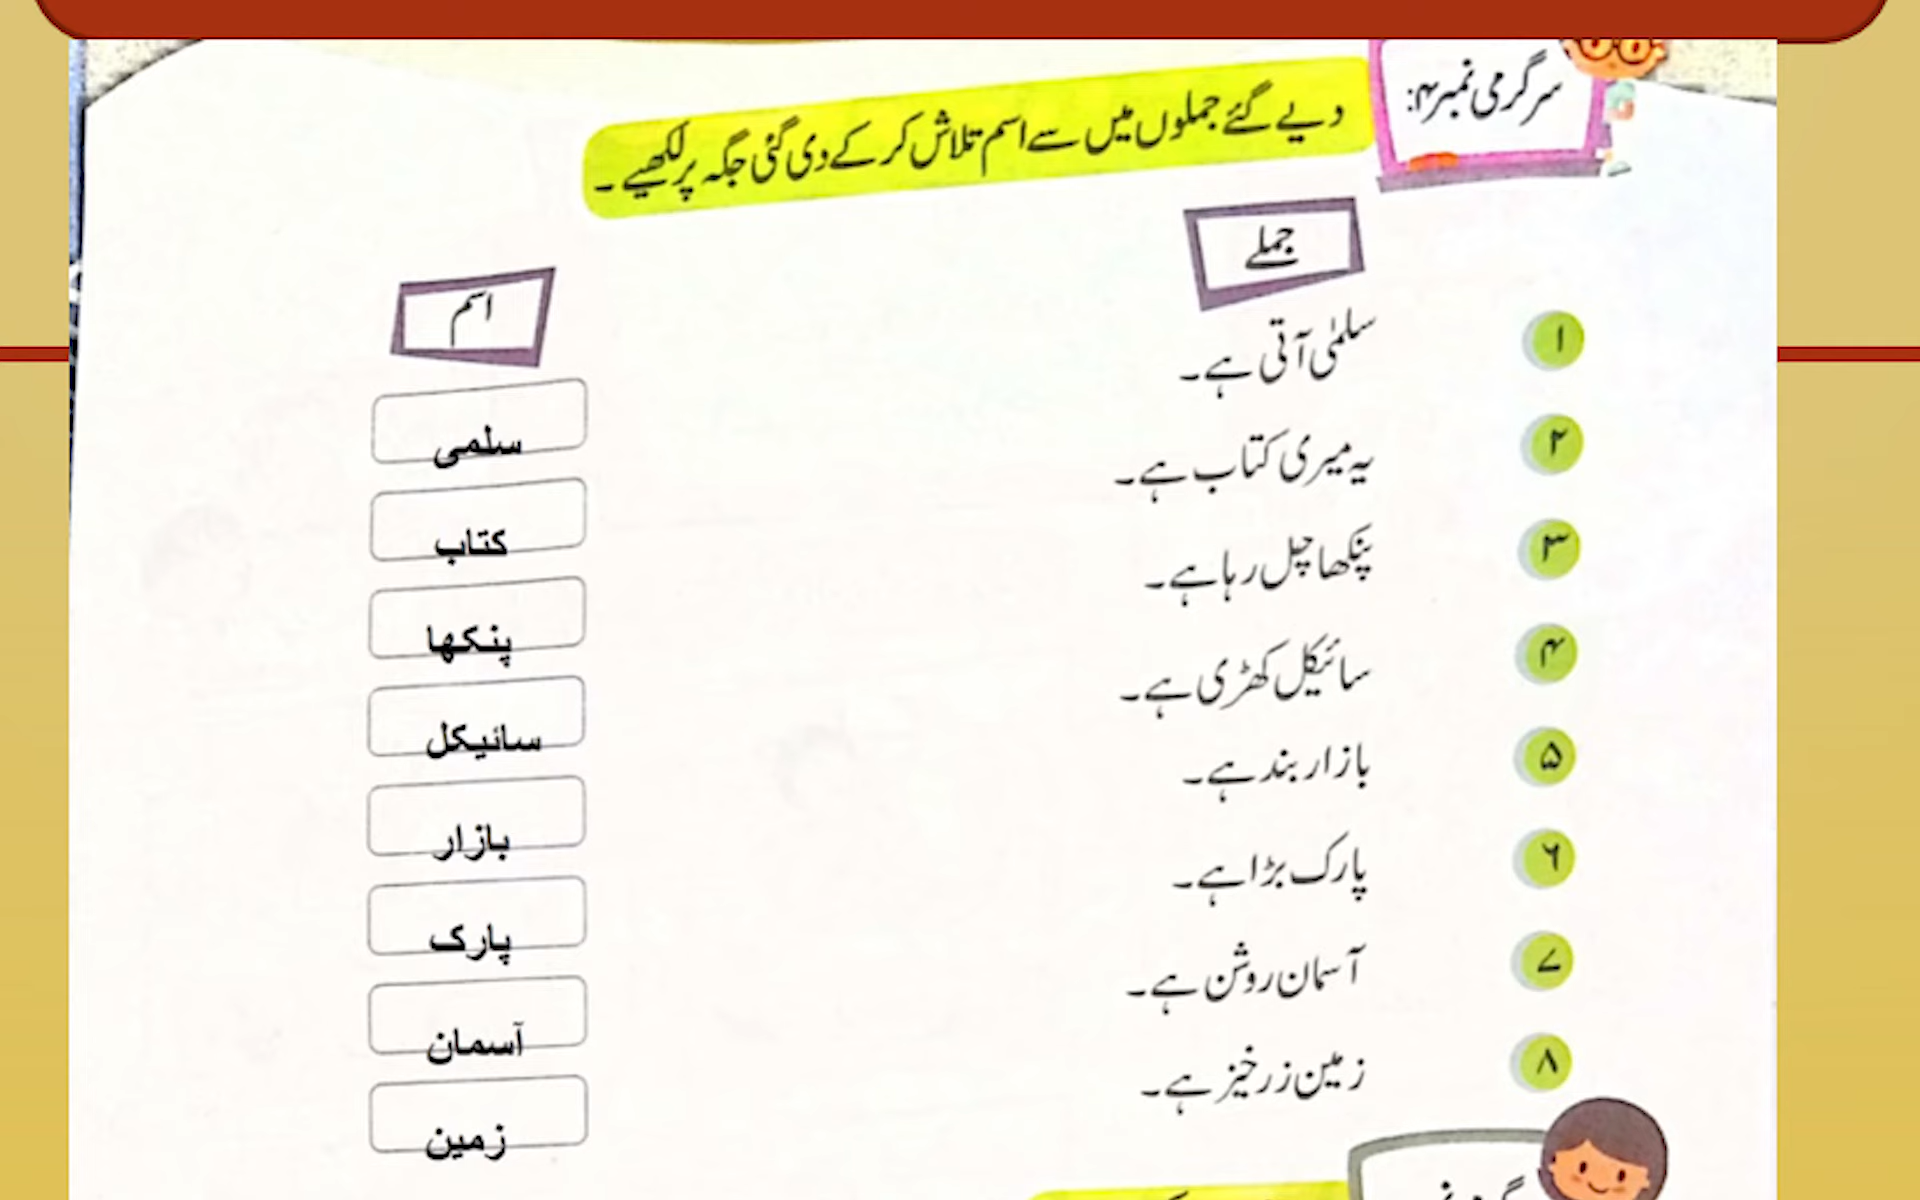 سرگرمی نمبر ۴:
دیے گئے جملوں میں سے اسم تلاش کر کے دی گئی جگہ پر لکھیے۔
جملے
اسم
۱ سلمٰی آتی ہے۔ سلمی
۲ یہ میری کتاب ہے۔ کتاب
۳ پنکھا چل رہا ہے۔ پنکھا
۴ سائیکل کھڑی ہے۔ سائیکل
۵ بازار بند ہے۔ بازار
۶ پارک بڑا ہے۔ پارک
۷ آسمان روشن ہے۔ آسمان
۸ زمین زرخیز ہے۔ زمین